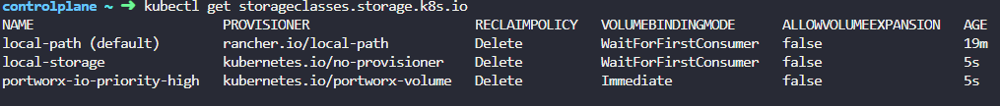 controlplane ~ ➜ kubectl get storageclasses.storage.k8s.io
NAME PROVISIONER RECLAIMPOLICY VOLUMEBINDINGMODE ALLOWVOLUMEEXPANSION AGE
local-path (default) rancher.io/local-path Delete WaitForFirstConsumer false 19m
local-storage kubernetes.io/no-provisioner Delete WaitForFirstConsumer false 5s
portworx-io-priority-high kubernetes.io/portworx-volume Delete Immediate false 5s